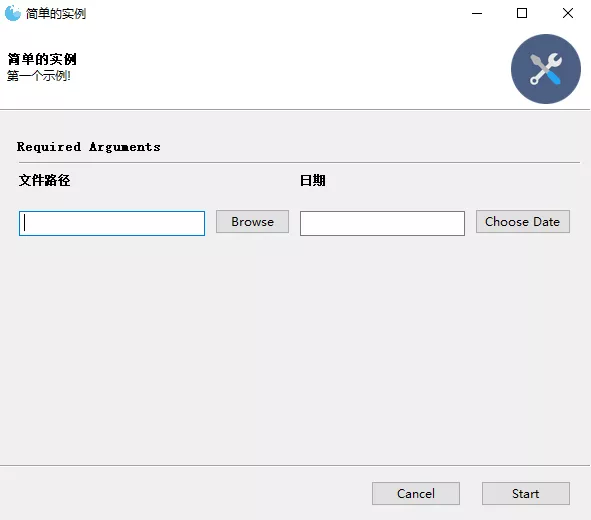 简单的实例
简单的实例
第一个示例!
Required Arguments
文件路径 日期
Browse Choose Date
Cancel Start